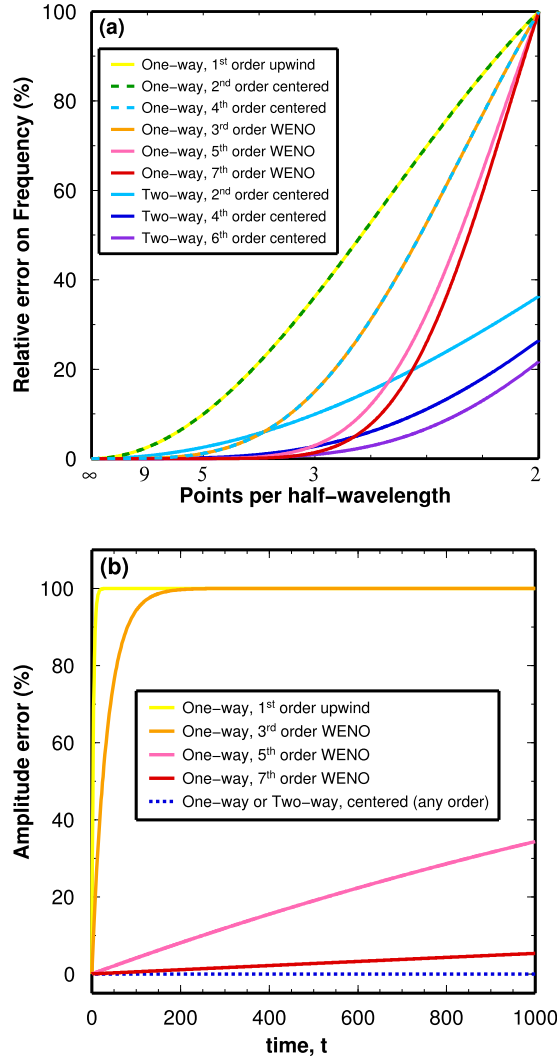 (a)
One−way, 1st order upwind
One−way, 2nd order centered
One−way, 4th order centered
One−way, 3rd order WENO
One−way, 5th order WENO
One−way, 7th order WENO
Two−way, 2nd order centered
Two−way, 4th order centered
Two−way, 6th order centered
Relative error on Frequency (%)
100
80
60
40
20
0
∞ 9 5 3 2
Points per half−wavelength
(b)
One−way, 1st order upwind
One−way, 3rd order WENO
One−way, 5th order WENO
One−way, 7th order WENO
One−way or Two−way, centered (any order)
Amplitude error (%)
100
80
60
40
20
0
0 200 400 600 800 1000
time, t